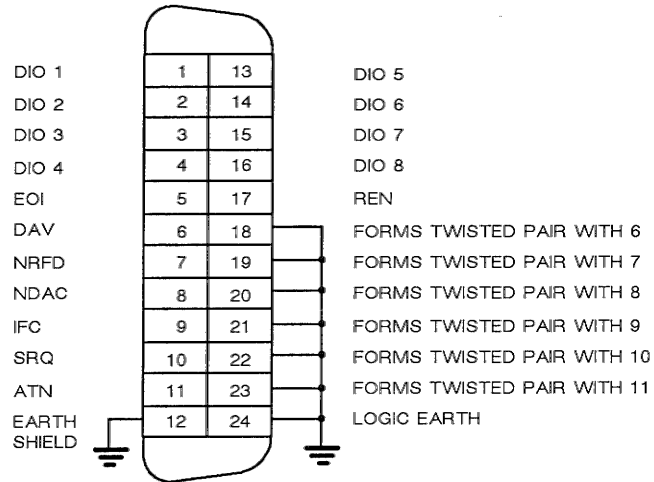 DIO 1 1 13 DIO 5
DIO 2 2 14 DIO 6
DIO 3 3 15 DIO 7
DIO 4 4 16 DIO 8
EOI 5 17 REN
DAV 6 18 FORMS TWISTED PAIR WITH 6
NRFD 7 19 FORMS TWISTED PAIR WITH 7
NDAC 8 20 FORMS TWISTED PAIR WITH 8
IFC 9 21 FORMS TWISTED PAIR WITH 9
SRQ 10 22 FORMS TWISTED PAIR WITH 10
ATN 11 23 FORMS TWISTED PAIR WITH 11
EARTH 12 24 LOGIC EARTH
SHIELD